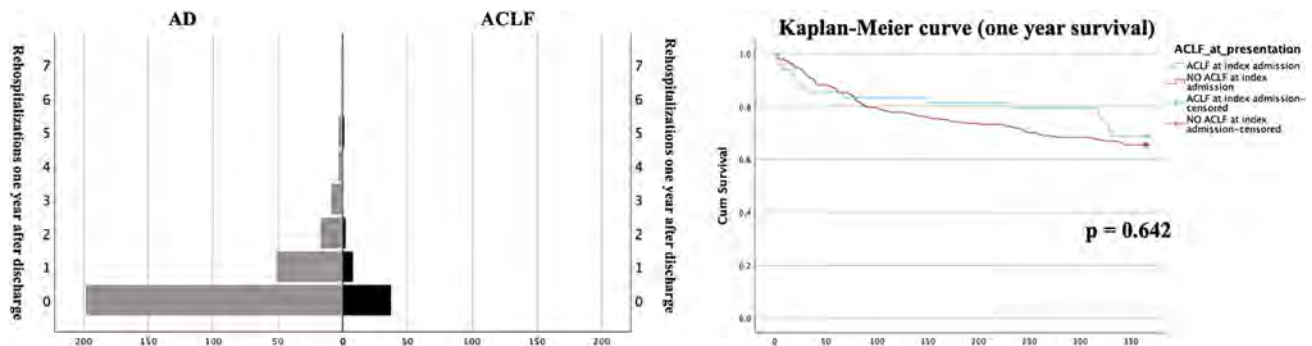 AD
ACLF
Rehospitalizations one year after discharge
7
6
5
4
3
2
1
0
7
6
5
4
3
2
1
0
Rehospitalizations one year after discharge
200 150 100 50 0 50 100 150 200
Kaplan-Meier curve (one year survival)
Cum Survival
1.0
0.8
0.6
0.4
0.2
0.0
0 50 100 150 200 250 300 350
p = 0.642
ACLF_at_presentation
ACLF at index admission
NO ACLF at index
admission
ACLF at index admission-
censored
NO ACLF at index
admission-censored